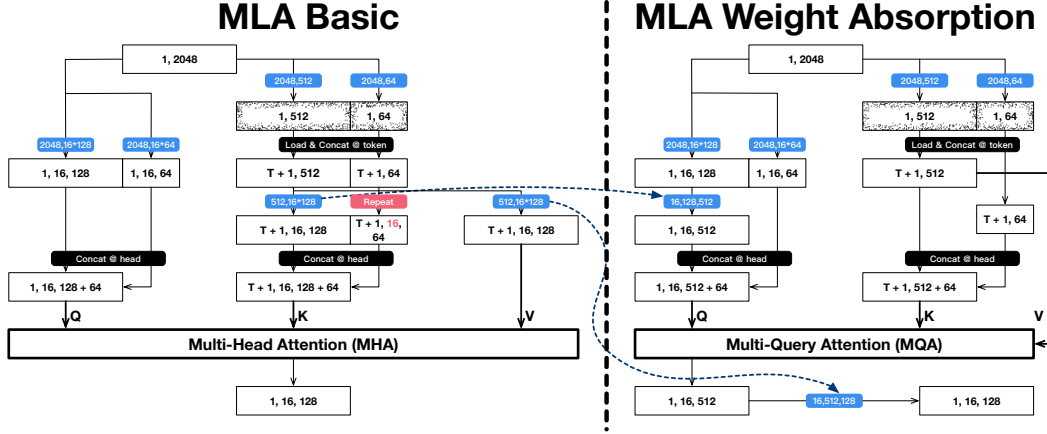 MLA Basic
MLA Weight Absorption
1, 2048
2048,512
2048,64
1, 512
1, 64
Load & Concat @ token
2048,16*128
2048,16*64
1, 16, 128
1, 16, 64
T + 1, 512
T + 1, 64
512,16*128
Repeat
512,16*128
T + 1, 16, 128
T + 1, 16,
64
T + 1, 16, 128
Concat @ head
Concat @ head
1, 16, 128 + 64
T + 1, 16, 128 + 64
Q
K
V
Multi-Head Attention (MHA)
1, 16, 128
1, 2048
2048,512
2048,64
1, 512
1, 64
Load & Concat @ token
2048,16*128
2048,16*64
1, 16, 128
1, 16, 64
T + 1, 512
16,128,512
T + 1, 64
1, 16, 512
Concat @ head
Concat @ head
1, 16, 512 + 64
T + 1, 512 + 64
Q
K
V
Multi-Query Attention (MQA)
1, 16, 512
16,512,128
1, 16, 128